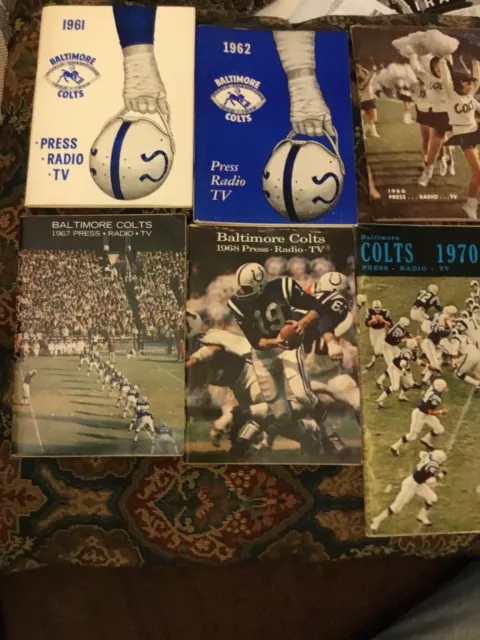 1961
BALTIMORE
COLTS
• PRESS
• RADIO
• TV
1962
BALTIMORE
COLTS
Press
Radio
TV
1966
PRESS . . . RADIO . . . TV
BALTIMORE COLTS
1967 PRESS • RADIO • TV
Baltimore Colts
1968 Press · Radio · TV
19
Baltimore
COLTS 1970
PRESS · RADIO · TV